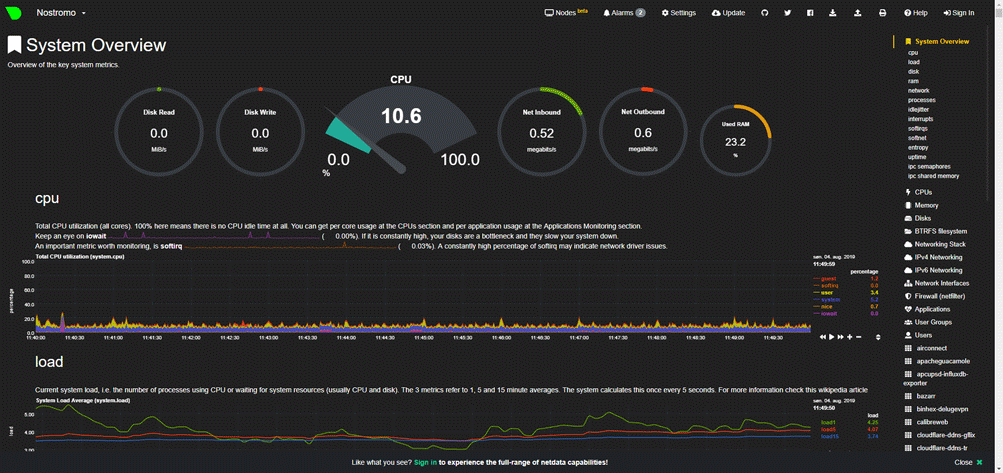 Nostromo
Nodes beta
Alarms 2
Settings
Update
Help
Sign In
System Overview
Overview of the key system metrics.
Disk Read
0.0
MiB/s
Disk Write
0.0
MiB/s
CPU
10.6
0.0
100.0
%
Net Inbound
0.52
megabits/s
Net Outbound
0.6
megabits/s
Used RAM
23.2
%
cpu
Total CPU utilization (all cores). 100% here means there is no CPU idle time at all. You can get per core usage at the CPUs section and per application usage at the Applications Monitoring section.
Keep an eye on iowait ( 0.00%). If it is constantly high, your disks are a bottleneck and they slow your system down.
An important metric worth monitoring, is softirq ( 0.03%). A constantly high percentage of softirq may indicate network driver issues.
Total CPU utilization (system.cpu)
percentage
100.0
80.0
60.0
40.0
20.0
0.0
11:40:00
11:40:30
11:41:00
11:41:30
11:42:00
11:42:30
11:43:00
11:43:30
11:44:00
11:44:30
11:45:00
11:45:30
11:46:00
11:46:30
11:47:00
11:47:30
11:48:00
11:48:30
11:49:00
11:49:30
søn. 04. aug. 2019
11:49:59
percentage
guest 1.2
softirq 0.0
user 3.4
system 5.2
nice 0.7
iowait 0.0
load
Current system load, i.e. the number of processes using CPU or waiting for system resources (usually CPU and disk). The 3 metrics refer to 1, 5 and 15 minute averages. The system calculates this once every 5 seconds. For more information check this wikipedia article
System Load Average (system.load)
load
5.00
4.00
3.00
søn. 04. aug. 2019
11:49:50
load
load1 4.25
load5 4.07
load15 3.74
System Overview
cpu
load
disk
ram
network
processes
idlejitter
interrupts
softirqs
softnet
entropy
uptime
ipc semaphores
ipc shared memory
CPUs
Memory
Disks
BTRFS filesystem
Networking Stack
IPv4 Networking
IPv6 Networking
Network Interfaces
Firewall (netfilter)
Applications
User Groups
Users
airconnect
apacheguacamole
apcupsd-influxdb-
exporter
bazarr
binhex-delugevpn
calibreweb
cloudflare-ddns-gflix
cloudflare-ddns-tr
Like what you see? Sign in to experience the full-range of netdata capabilities!
Close